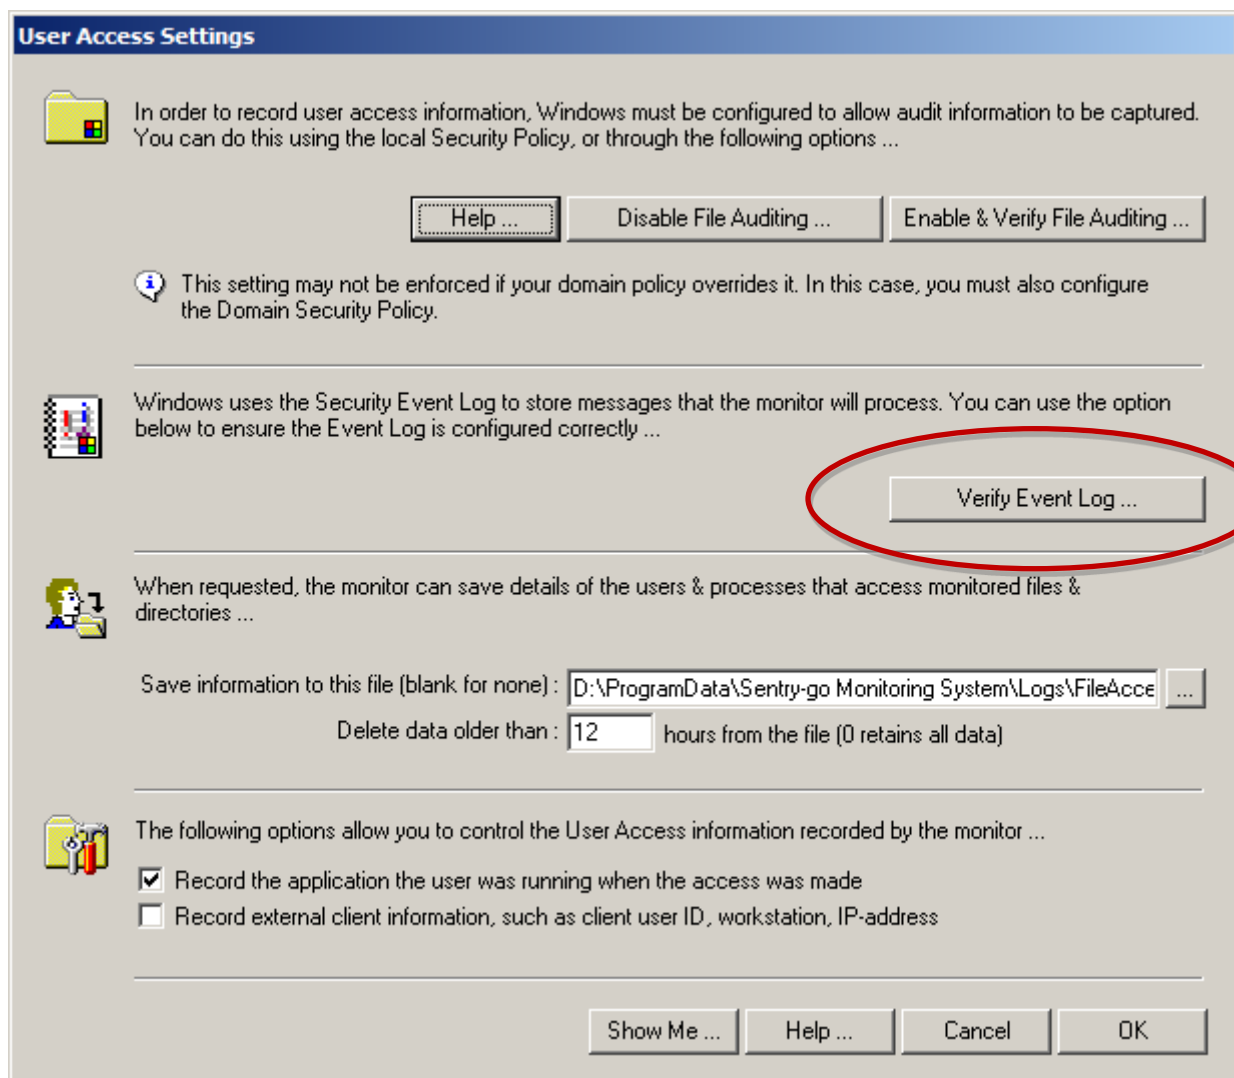 User Access Settings
In order to record user access information, Windows must be configured to allow audit information to be captured.
You can do this using the local Security Policy, or through the following options ...
Help ... Disable File Auditing ... Enable & Verify File Auditing ...
This setting may not be enforced if your domain policy overrides it. In this case, you must also configure
the Domain Security Policy.
Windows uses the Security Event Log to store messages that the monitor will process. You can use the option
below to ensure the Event Log is configured correctly ...
Verify Event Log ...
When requested, the monitor can save details of the users & processes that access monitored files &
directories ...
Save information to this file (blank for none) : D:\ProgramData\Sentry-go Monitoring System\Logs\FileAcce ...
Delete data older than : 12 hours from the file (0 retains all data)
The following options allow you to control the User Access information recorded by the monitor ...
Record the application the user was running when the access was made
Record external client information, such as client user ID, workstation, IP-address
Show Me ... Help ... Cancel OK